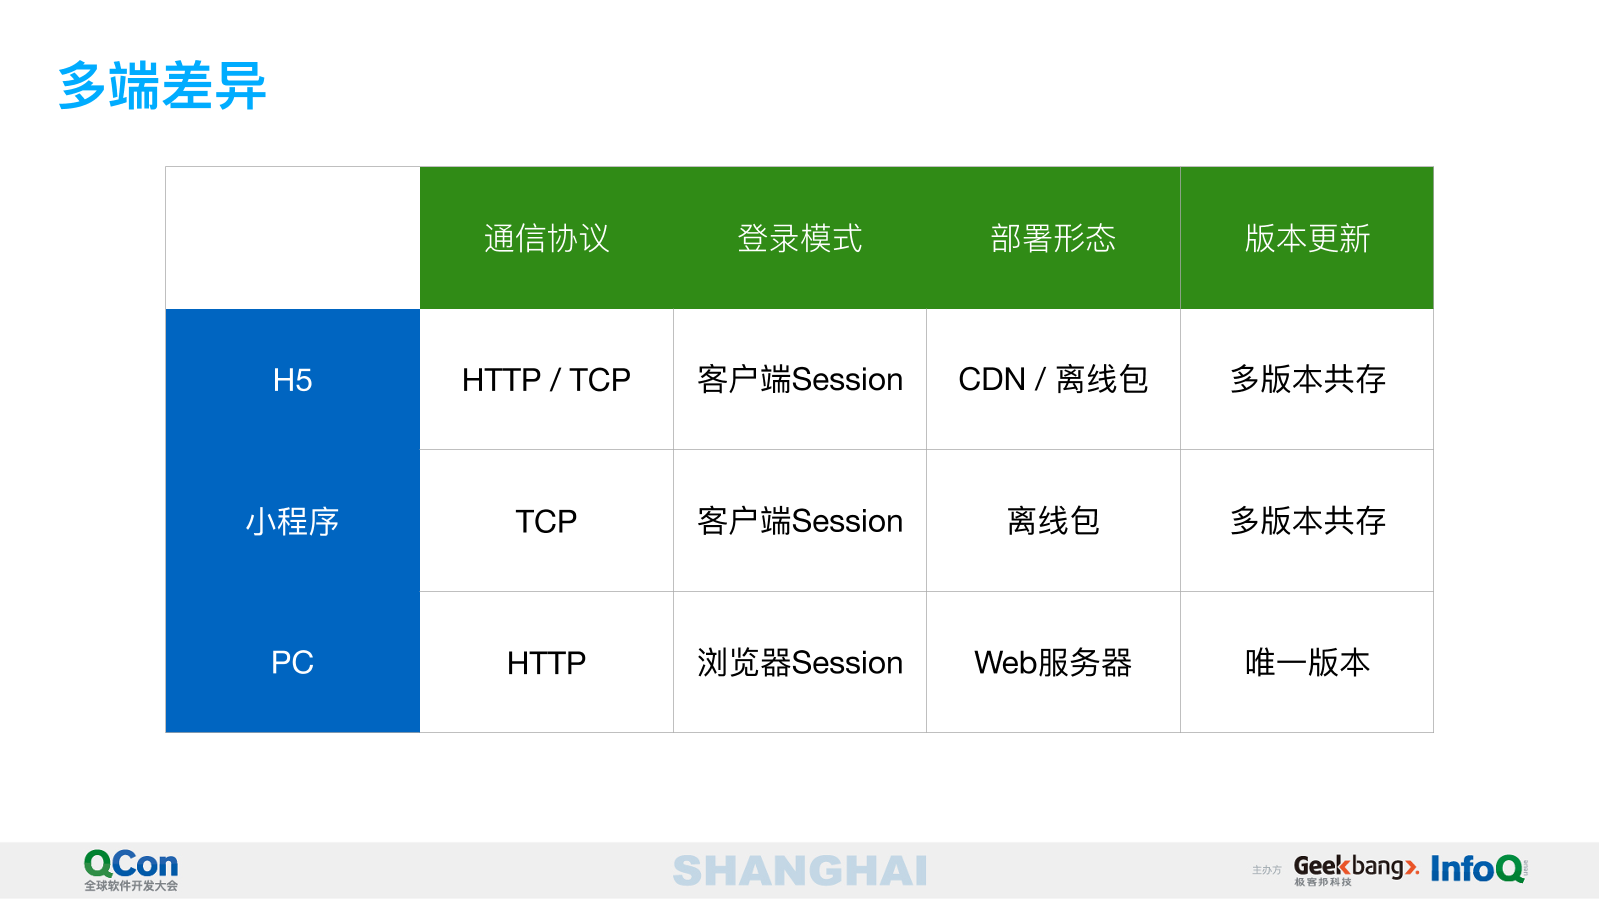 多端差异
通信协议 登录模式 部署形态 版本更新
H5 HTTP / TCP 客户端Session CDN / 离线包 多版本共存
小程序 TCP 客户端Session 离线包 多版本共存
PC HTTP 浏览器Session Web服务器 唯一版本
QCon
全球软件开发大会
SHANGHAI
主办方 Geekbang>. InfoQ
极客邦科技